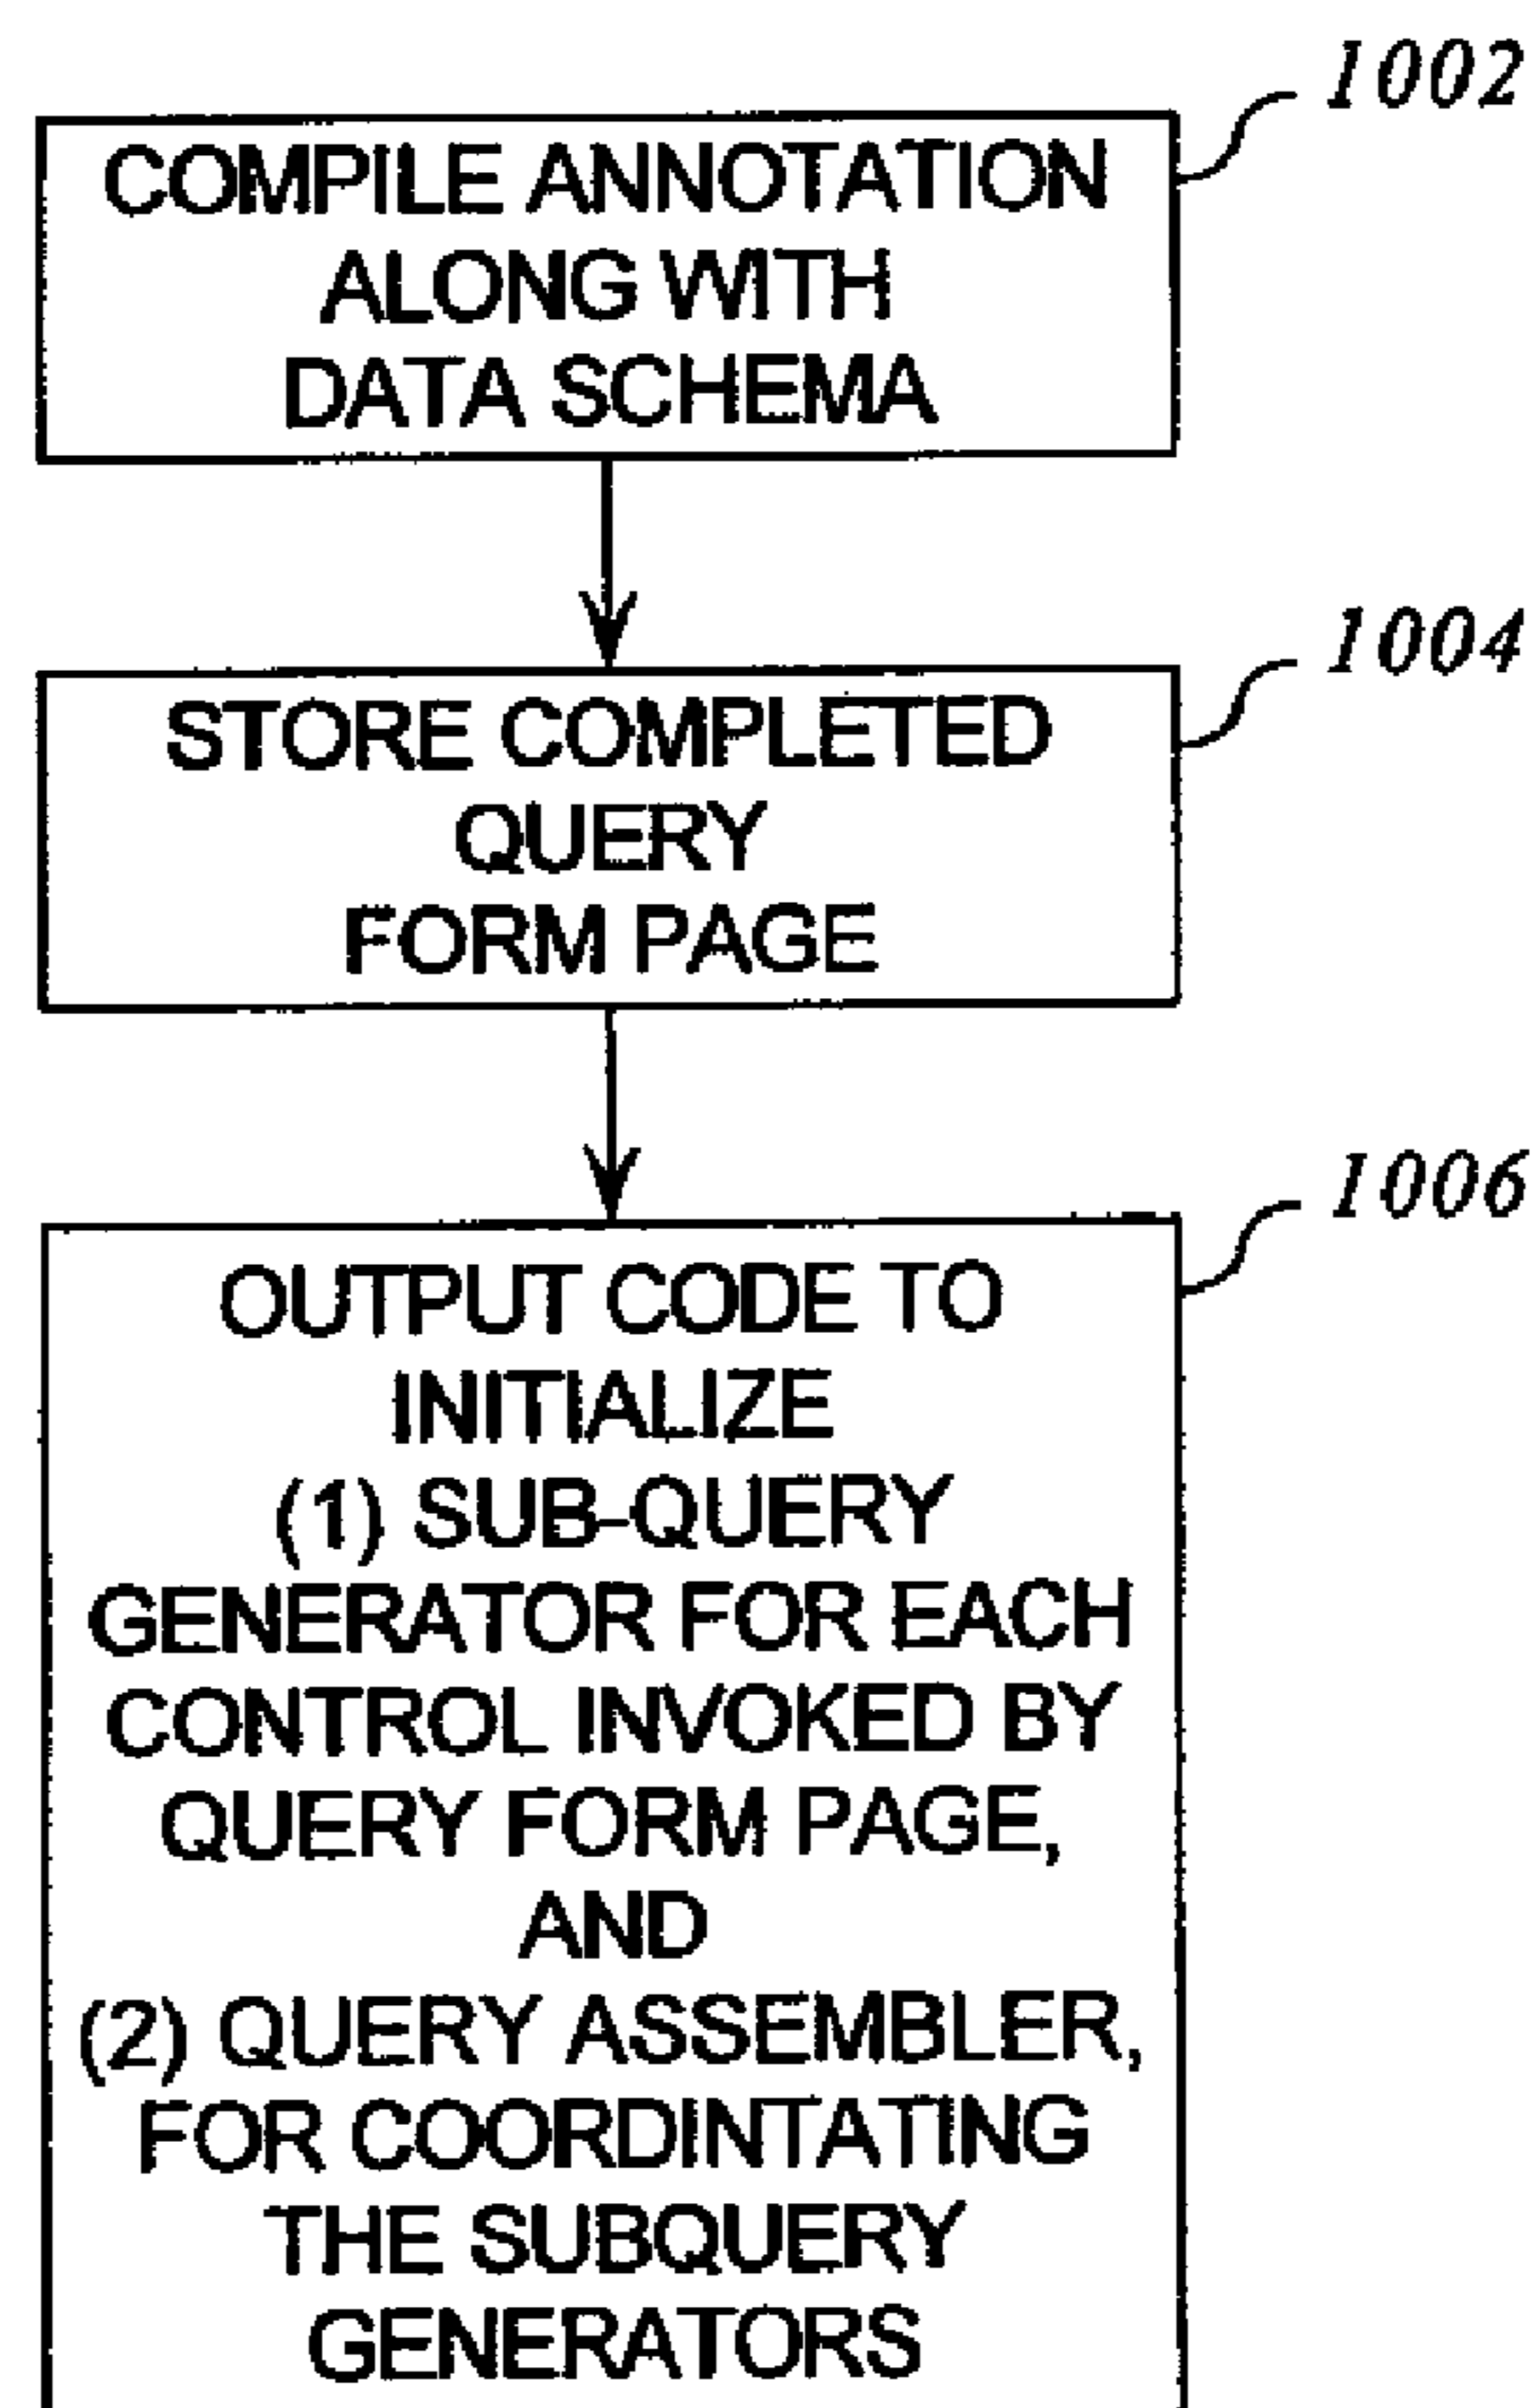 1002
COMPILE ANNOTATION
ALONG WITH
DATA SCHEMA
1004
STORE COMPLETED
QUERY
FORM PAGE
1006
OUTPUT CODE TO
INITIALIZE
(1) SUB-QUERY
GENERATOR FOR EACH
CONTROL INVOKED BY
QUERY FORM PAGE,
AND
(2) QUERY ASSEMBLER,
FOR COORDINTATING
THE SUBQUERY
GENERATORS